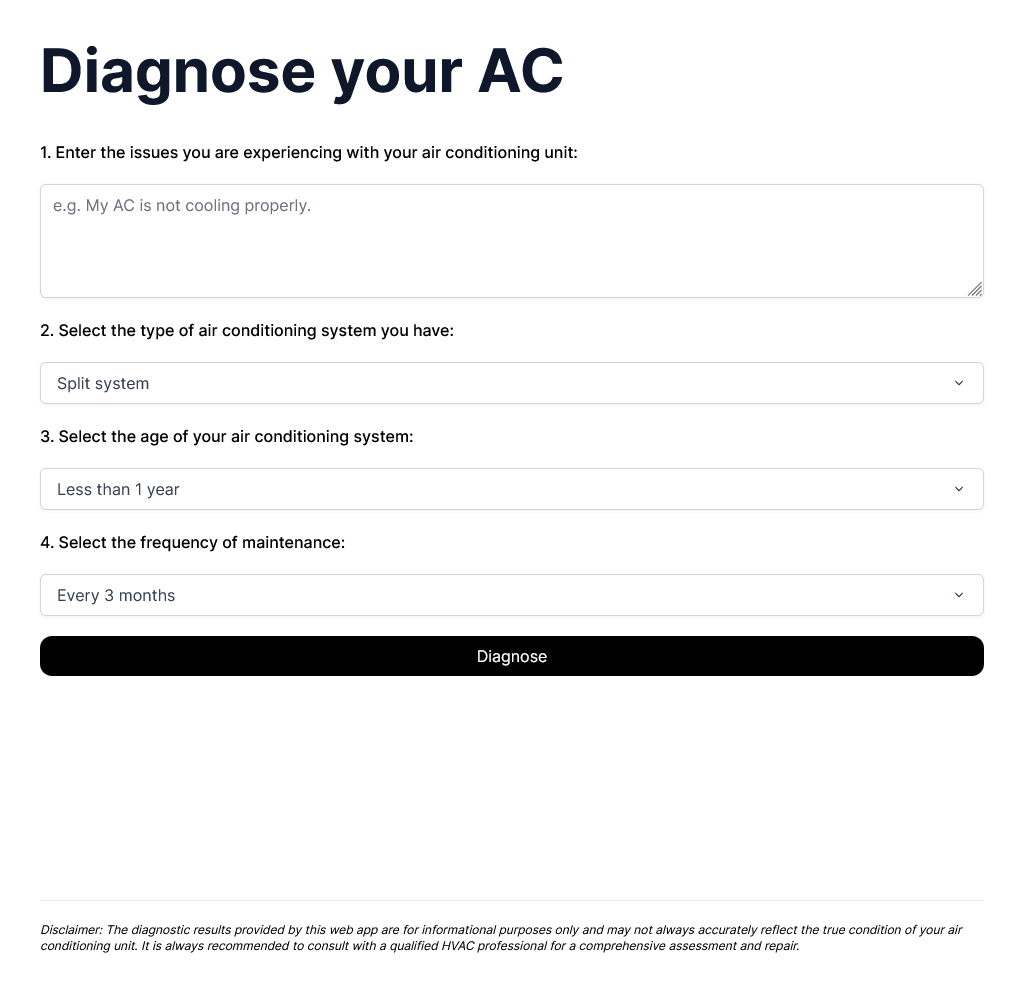 Diagnose your AC
1. Enter the issues you are experiencing with your air conditioning unit:
e.g. My AC is not cooling properly.
2. Select the type of air conditioning system you have:
Split system
3. Select the age of your air conditioning system:
Less than 1 year
4. Select the frequency of maintenance:
Every 3 months
Diagnose
Disclaimer: The diagnostic results provided by this web app are for informational purposes only and may not always accurately reflect the true condition of your air
conditioning unit. It is always recommended to consult with a qualified HVAC professional for a comprehensive assessment and repair.